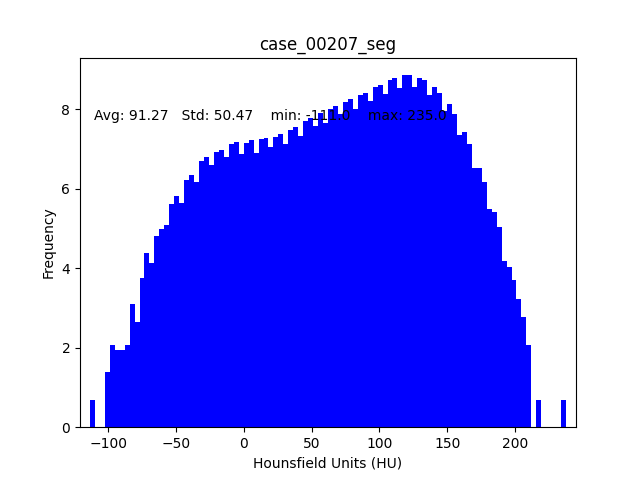 case_00207_seg
Avg: 91.27 Std: 50.47 min: -111.0 max: 235.0
8
6
4
2
0
Frequency
−100 −50 0 50 100 150 200
Hounsfield Units (HU)